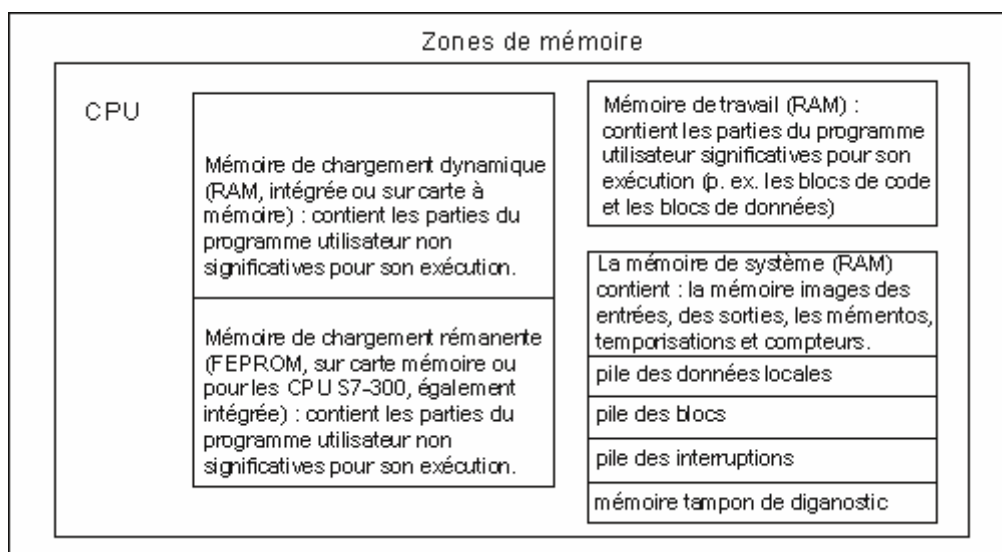 Zones de mémoire
CPU
Mémoire de chargement dynamique
(RAM, intégrée ou sur carte à
mémoire) : contient les parties du
programme utilisateur non
significatives pour son exécution.
Mémoire de chargement rémanente
(FEPROM, sur carte mémoire ou
pour les CPU S7-300, également
intégrée) : contient les parties du
programme utilisateur non
significatives pour son exécution.
Mémoire de travail (RAM) :
contient les parties du programme
utilisateur significatives pour son
exécution (p. ex. les blocs de code
et les blocs de données)
La mémoire de système (RAM)
contient : la mémoire images des
entrées, des sorties, les mémentos,
temporisations et compteurs.
pile des données locales
pile des blocs
pile des interruptions
mémoire tampon de diganostic